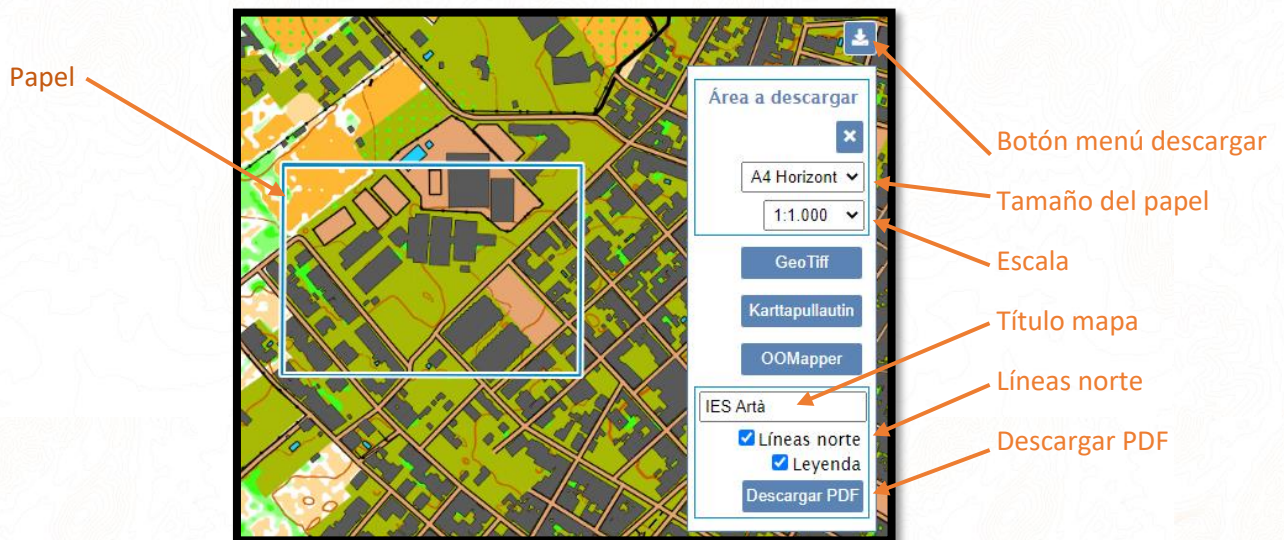 Papel
Área a descargar
A4 Horizont
1:1.000
GeoTiff
Karttapullautin
OOMapper
IES Artà
Líneas norte
Leyenda
Descargar PDF
Botón menú descargar
Tamaño del papel
Escala
Título mapa
Líneas norte
Descargar PDF